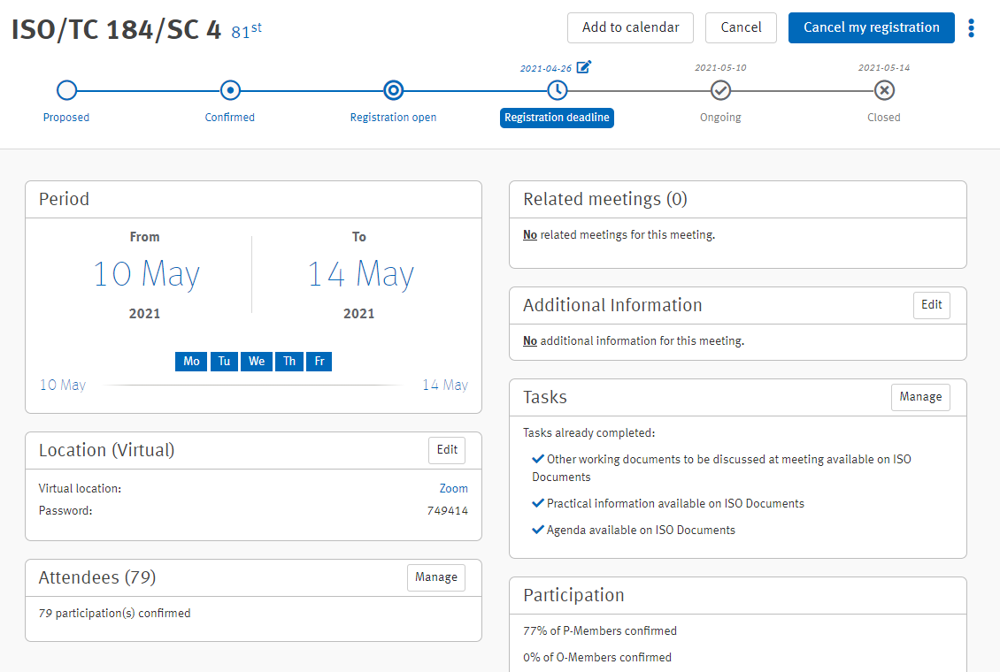 ISO/TC 184/SC 4 81st
Add to calendar
Cancel
Cancel my registration
2021-04-26
2021-05-10
2021-05-14
Proposed
Confirmed
Registration open
Registration deadline
Ongoing
Closed
Period
From
To
10 May
14 May
2021
2021
Mo Tu We Th Fr
10 May
14 May
Location (Virtual)
Edit
Virtual location:
Zoom
Password:
749414
Attendees (79)
Manage
79 participation(s) confirmed
Related meetings (0)
No related meetings for this meeting.
Additional Information
Edit
No additional information for this meeting.
Tasks
Manage
Tasks already completed:
Other working documents to be discussed at meeting available on ISO
Documents
Practical information available on ISO Documents
Agenda available on ISO Documents
Participation
77% of P-Members confirmed
0% of O-Members confirmed